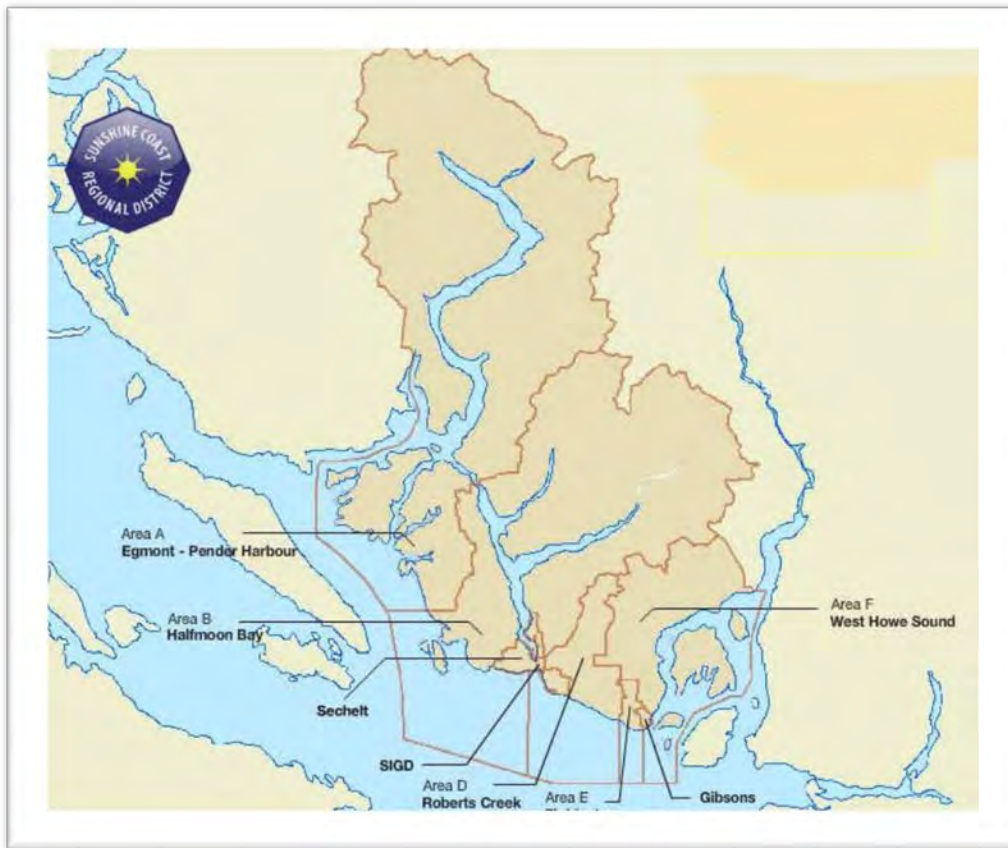 SUNSHINE COAST
REGIONAL DISTRICT
Area A
Egmont - Pender Harbour
Area B
Halfmoon Bay
Area F
West Howe Sound
Sechelt
SIGD
Area D
Roberts Creek
Area E
Gibsons